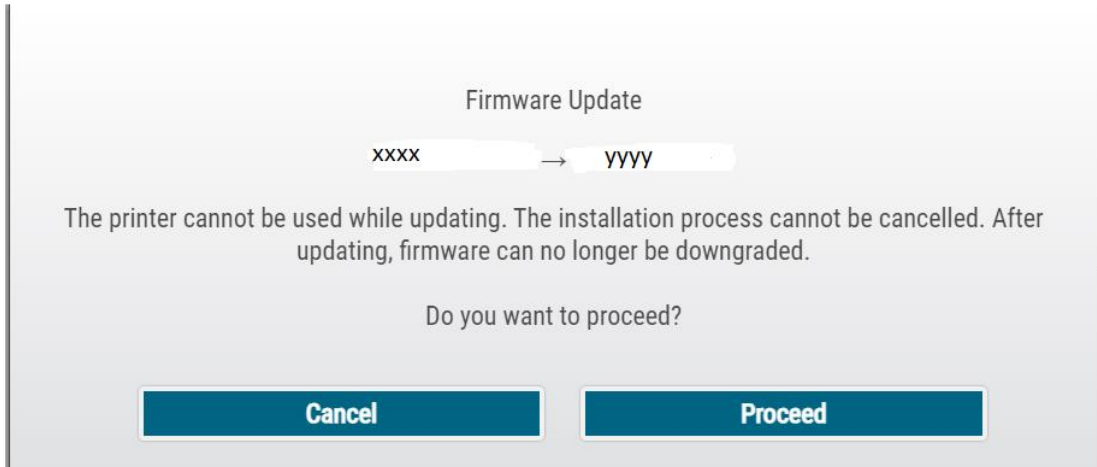 Firmware Update
xxxx → yyyy
The printer cannot be used while updating. The installation process cannot be cancelled. After
updating, firmware can no longer be downgraded.
Do you want to proceed?
Cancel Proceed